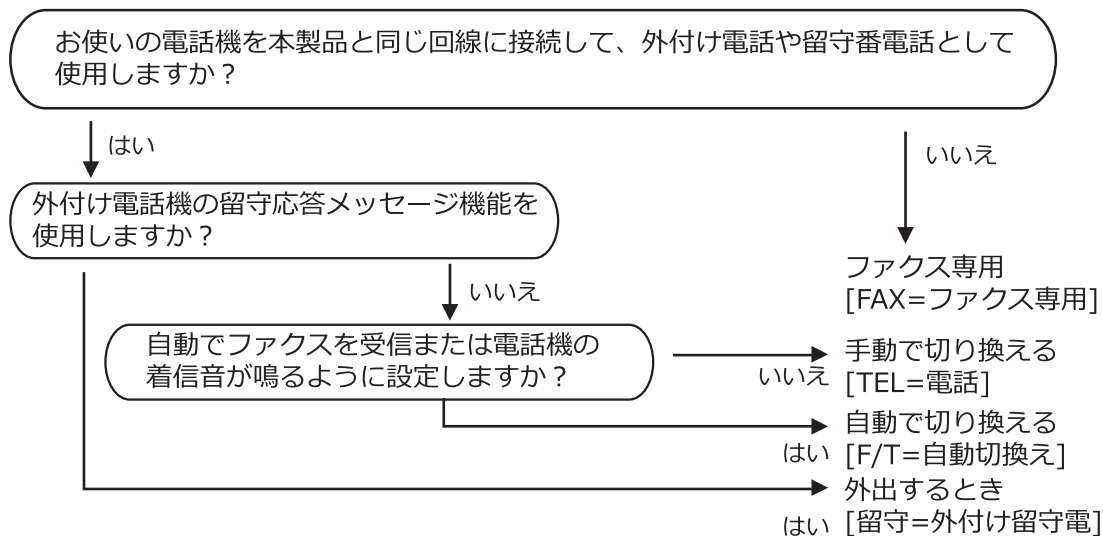 お使いの電話機を本製品と同じ回線に接続して、外付け電話や留守番電話として
使用しますか？
はい
いいえ
外付け電話機の留守応答メッセージ機能を
使用しますか？
ファクス専用
[FAX=ファクス専用]
いいえ
自動でファクスを受信または電話機の
着信音が鳴るように設定しますか？
いいえ
手動で切り換える
[TEL=電話]
はい
自動で切り換える
[F/T=自動切換え]
はい
外出するとき
[留守=外付け留守電]